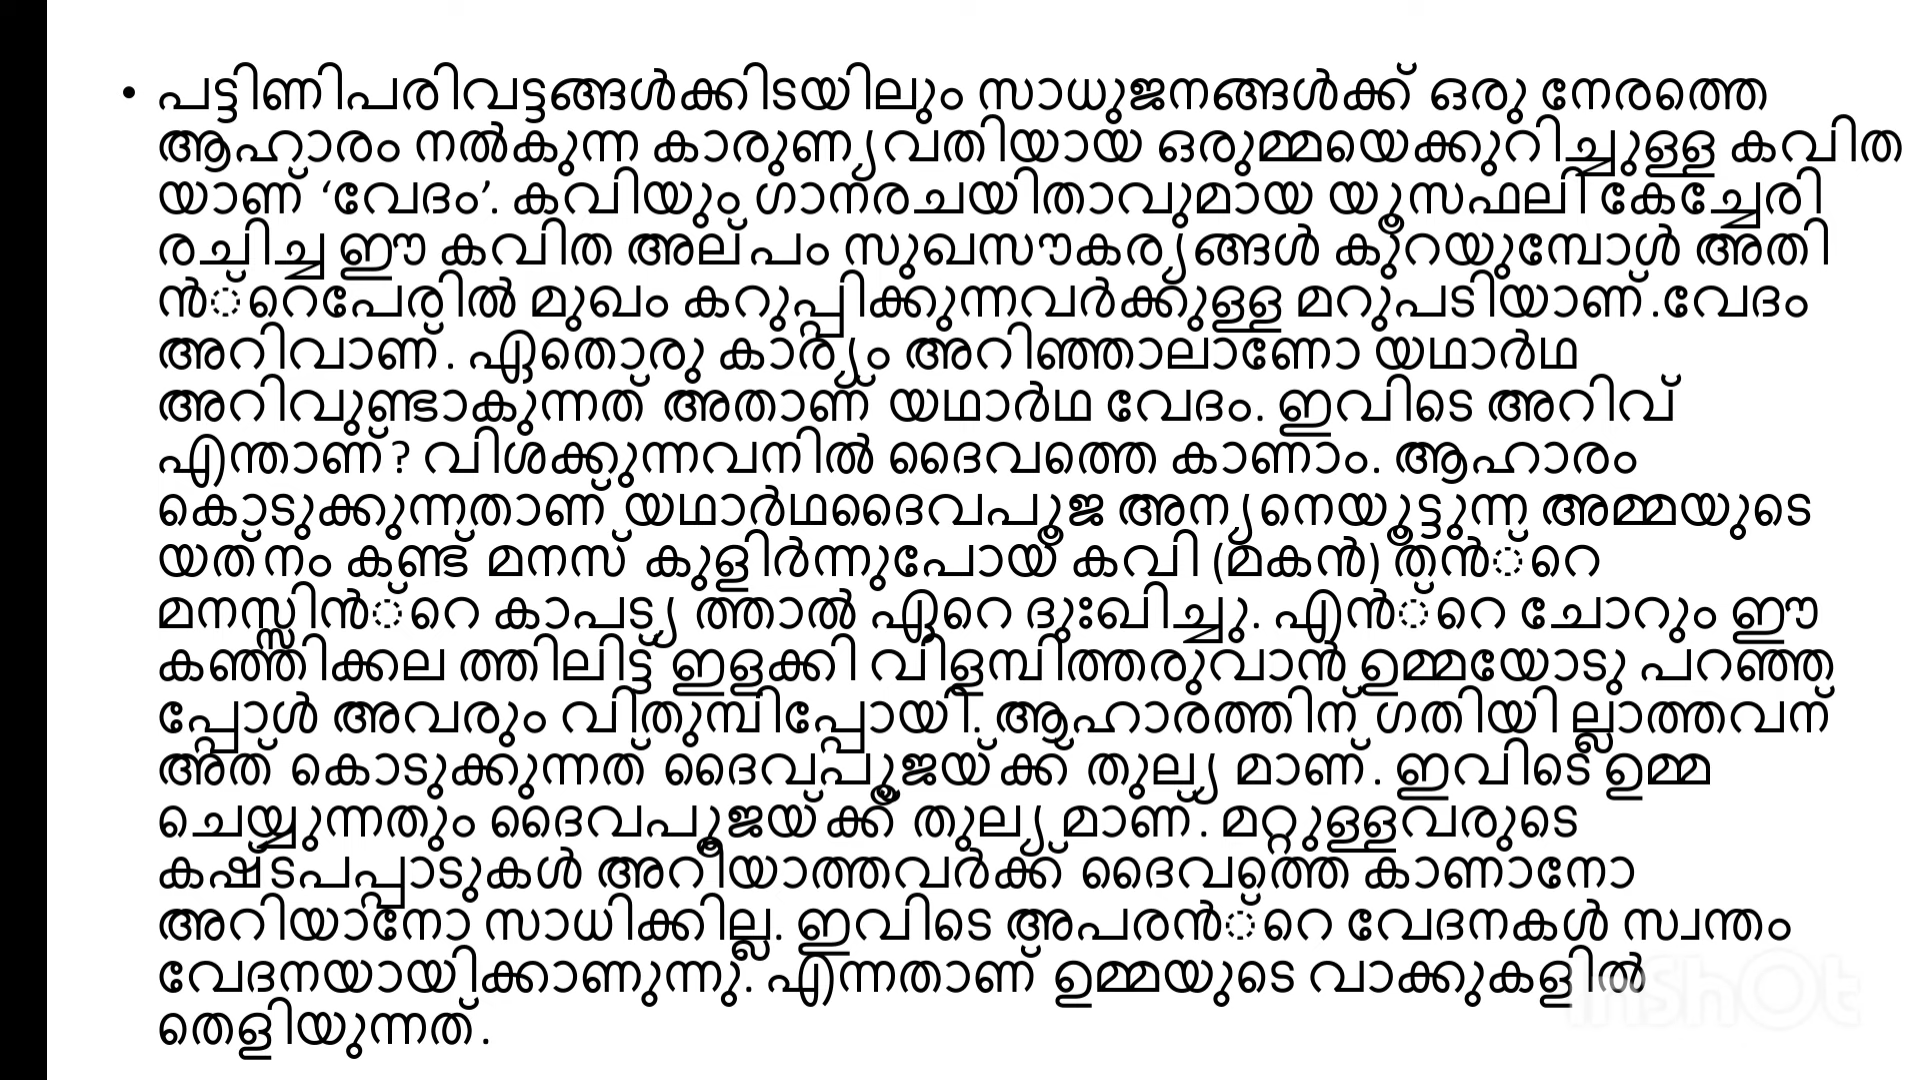 • പട്ടിണിപരിവട്ടങ്ങൾക്കിടയിലും സാധുജനങ്ങൾക്ക് ഒരു നേരത്തെ
ആഹാരം നൽകുന്ന കാരുണ്യവതിയായ ഒരുമ്മയെക്കുറിച്ചുള്ള കവിത
യാണ് ‘വേദം’. കവിയും ഗാനരചയിതാവുമായ യൂസഫലി കേച്ചേരി
രചിച്ച ഈ കവിത അല്പം സുഖസൗകര്യങ്ങൾ കുറയുമ്പോൾ അതി
ൻ്റെപേരിൽ മുഖം കറുപ്പിക്കുന്നവർക്കുള്ള മറുപടിയാണ്.വേദം
അറിവാണ്. ഏതൊരു കാര്യം അറിഞ്ഞാലാണോ യഥാർഥ
അറിവുണ്ടാകുന്നത് അതാണ് യഥാർഥ വേദം. ഇവിടെ അറിവ്
എന്താണ്? വിശക്കുന്നവനിൽ ദൈവത്തെ കാണാം. ആഹാരം
കൊടുക്കുന്നതാണ് യഥാർഥദൈവപൂജ അന്യനെയൂട്ടുന്ന അമ്മയുടെ
യത്നം കണ്ട് മനസ് കുളിർന്നുപോയ് കവി (മകൻ) തൻ്റെ
മനസ്സിൻ്റെ കാപട്യ ത്താൽ ഏറെ ദുഃഖിച്ചു. എൻ്റെ ചോറും ഈ
കഞ്ഞിക്കല ത്തിലിട്ട് ഇളക്കി വിളമ്പിത്തരുവാൻ ഉമ്മയോടു പറഞ്ഞ
പ്പോൾ അവരും വിതുമ്പിപ്പോയി. ആഹാരത്തിന് ഗതിയി ല്ലാത്തവന്
അത് കൊടുക്കുന്നത് ദൈവപൂജയ്ക്ക് തുല്യ മാണ്. ഇവിടെ ഉമ്മ
ചെയ്യുന്നതും ദൈവപൂജയ്ക്ക് തുല്യ മാണ്. മറ്റുള്ളവരുടെ
കഷ്ടപപ്പാടുകൾ അറിയാത്തവർക്ക് ദൈവത്തെ കാണാനോ
അറിയാനോ സാധിക്കില്ല. ഇവിടെ അപരൻ്റെ വേദനകൾ സ്വന്തം
വേദനയായിക്കാണുന്നു. എന്നതാണ് ഉമ്മയുടെ വാക്കുകളിൽ
തെളിയുന്നത്.
InShOt